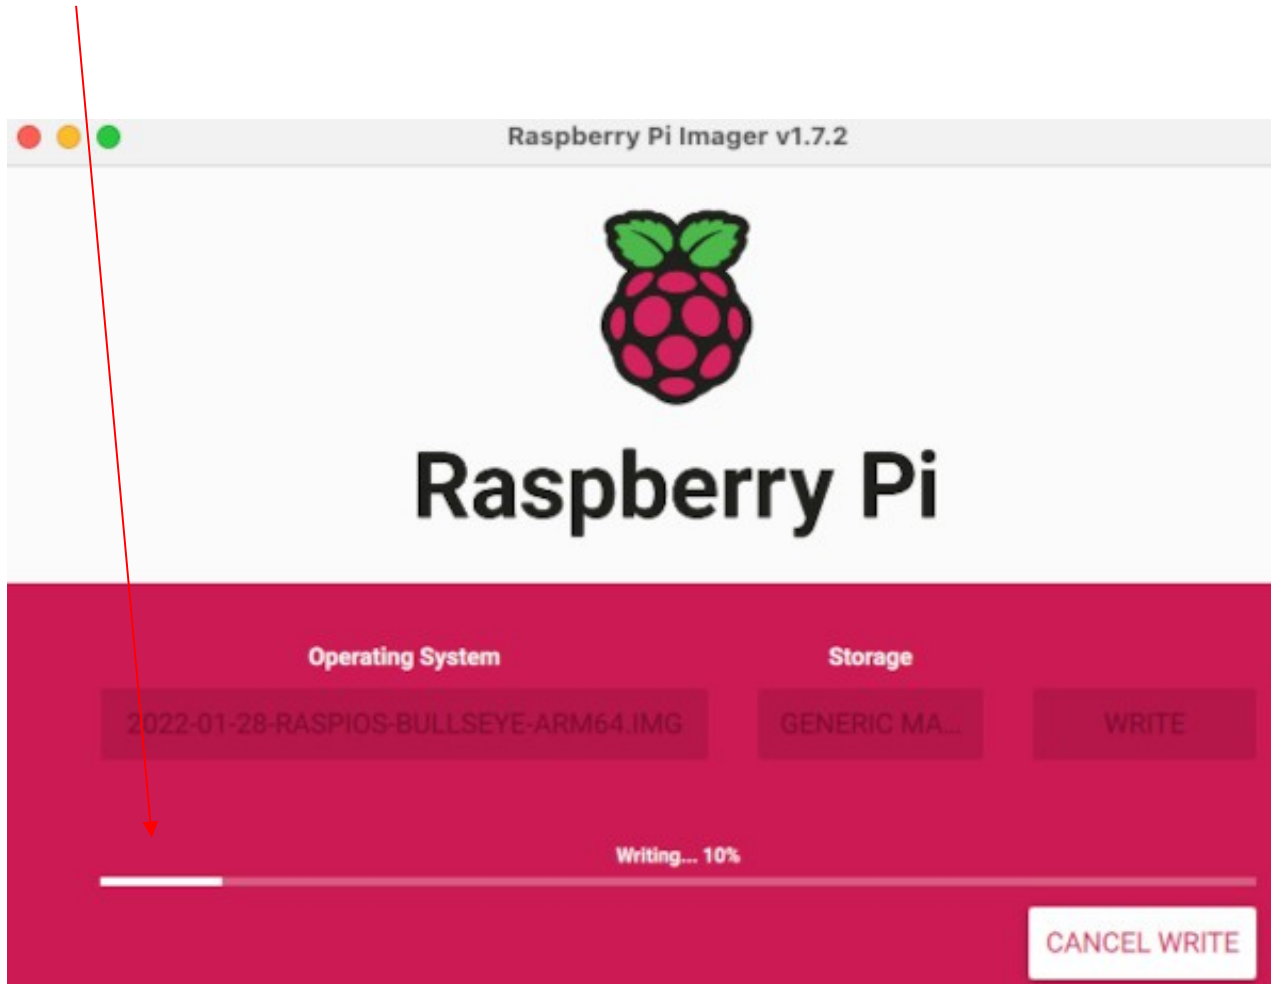 Raspberry Pi Imager v1.7.2
Raspberry Pi
Operating System
Storage
2022-01-28-RASPIOS-BULLSEYE-ARM64.IMG
GENERIC MA...
WRITE
Writing... 10%
CANCEL WRITE